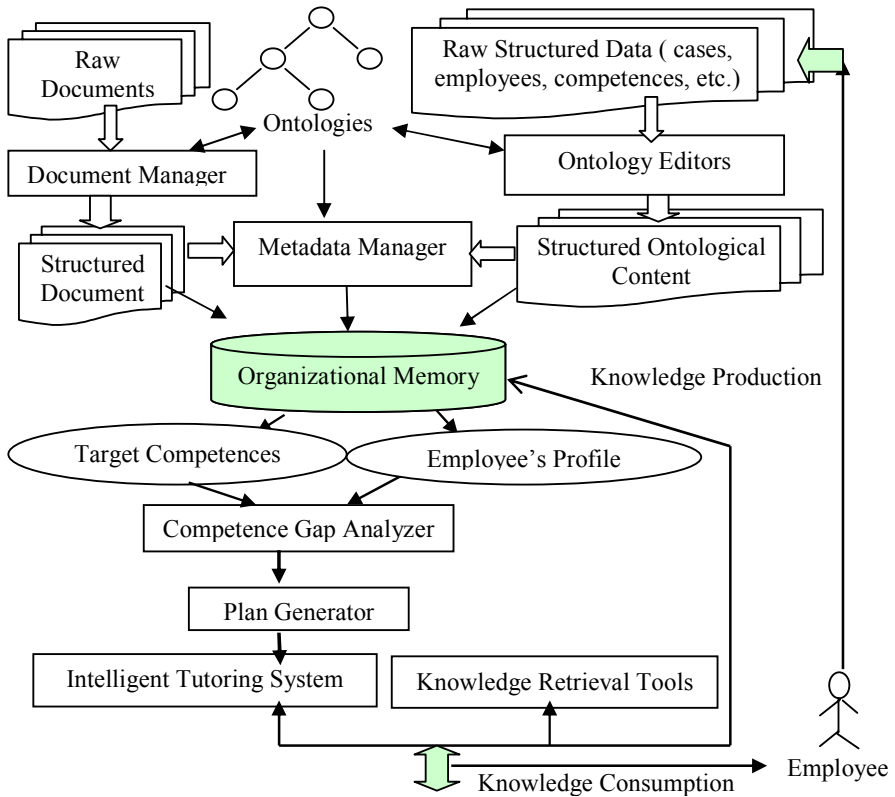 Raw
Documents
Raw Structured Data ( cases,
employees, competences, etc.)
Ontologies
Document Manager
Ontology Editors
Structured
Document
Metadada Manager
Structured Ontological
Content
Organizational Memory
Knowledge Production
Target Competences
Employee's Profile
Competence Gap Analyzer
Plan Generator
Intelligent Tutoring System
Knowledge Retrieval Tools
Knowledge Consumption
Employee